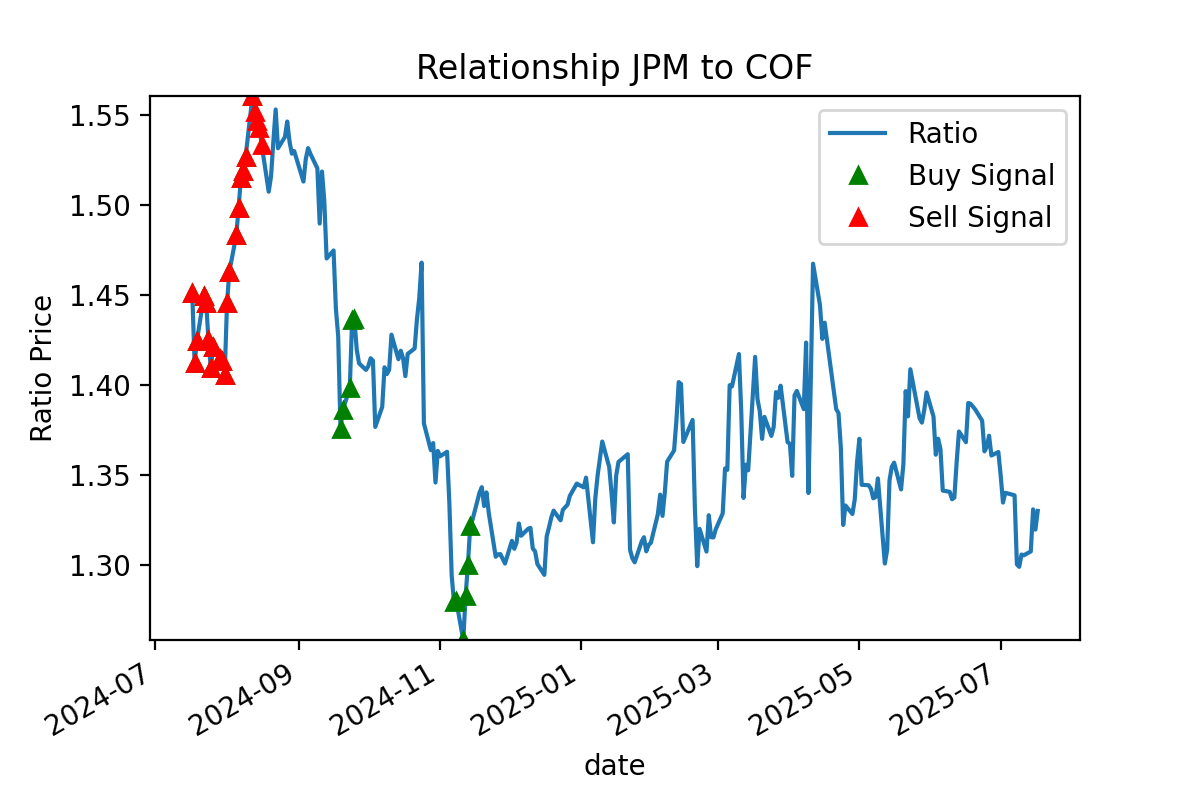 Relationship JPM to COF
Ratio
Buy Signal
Sell Signal
Ratio Price
1.55
1.50
1.45
1.40
1.35
1.30
2024-07
2024-09
2024-11
2025-01
2025-03
2025-05
2025-07
date